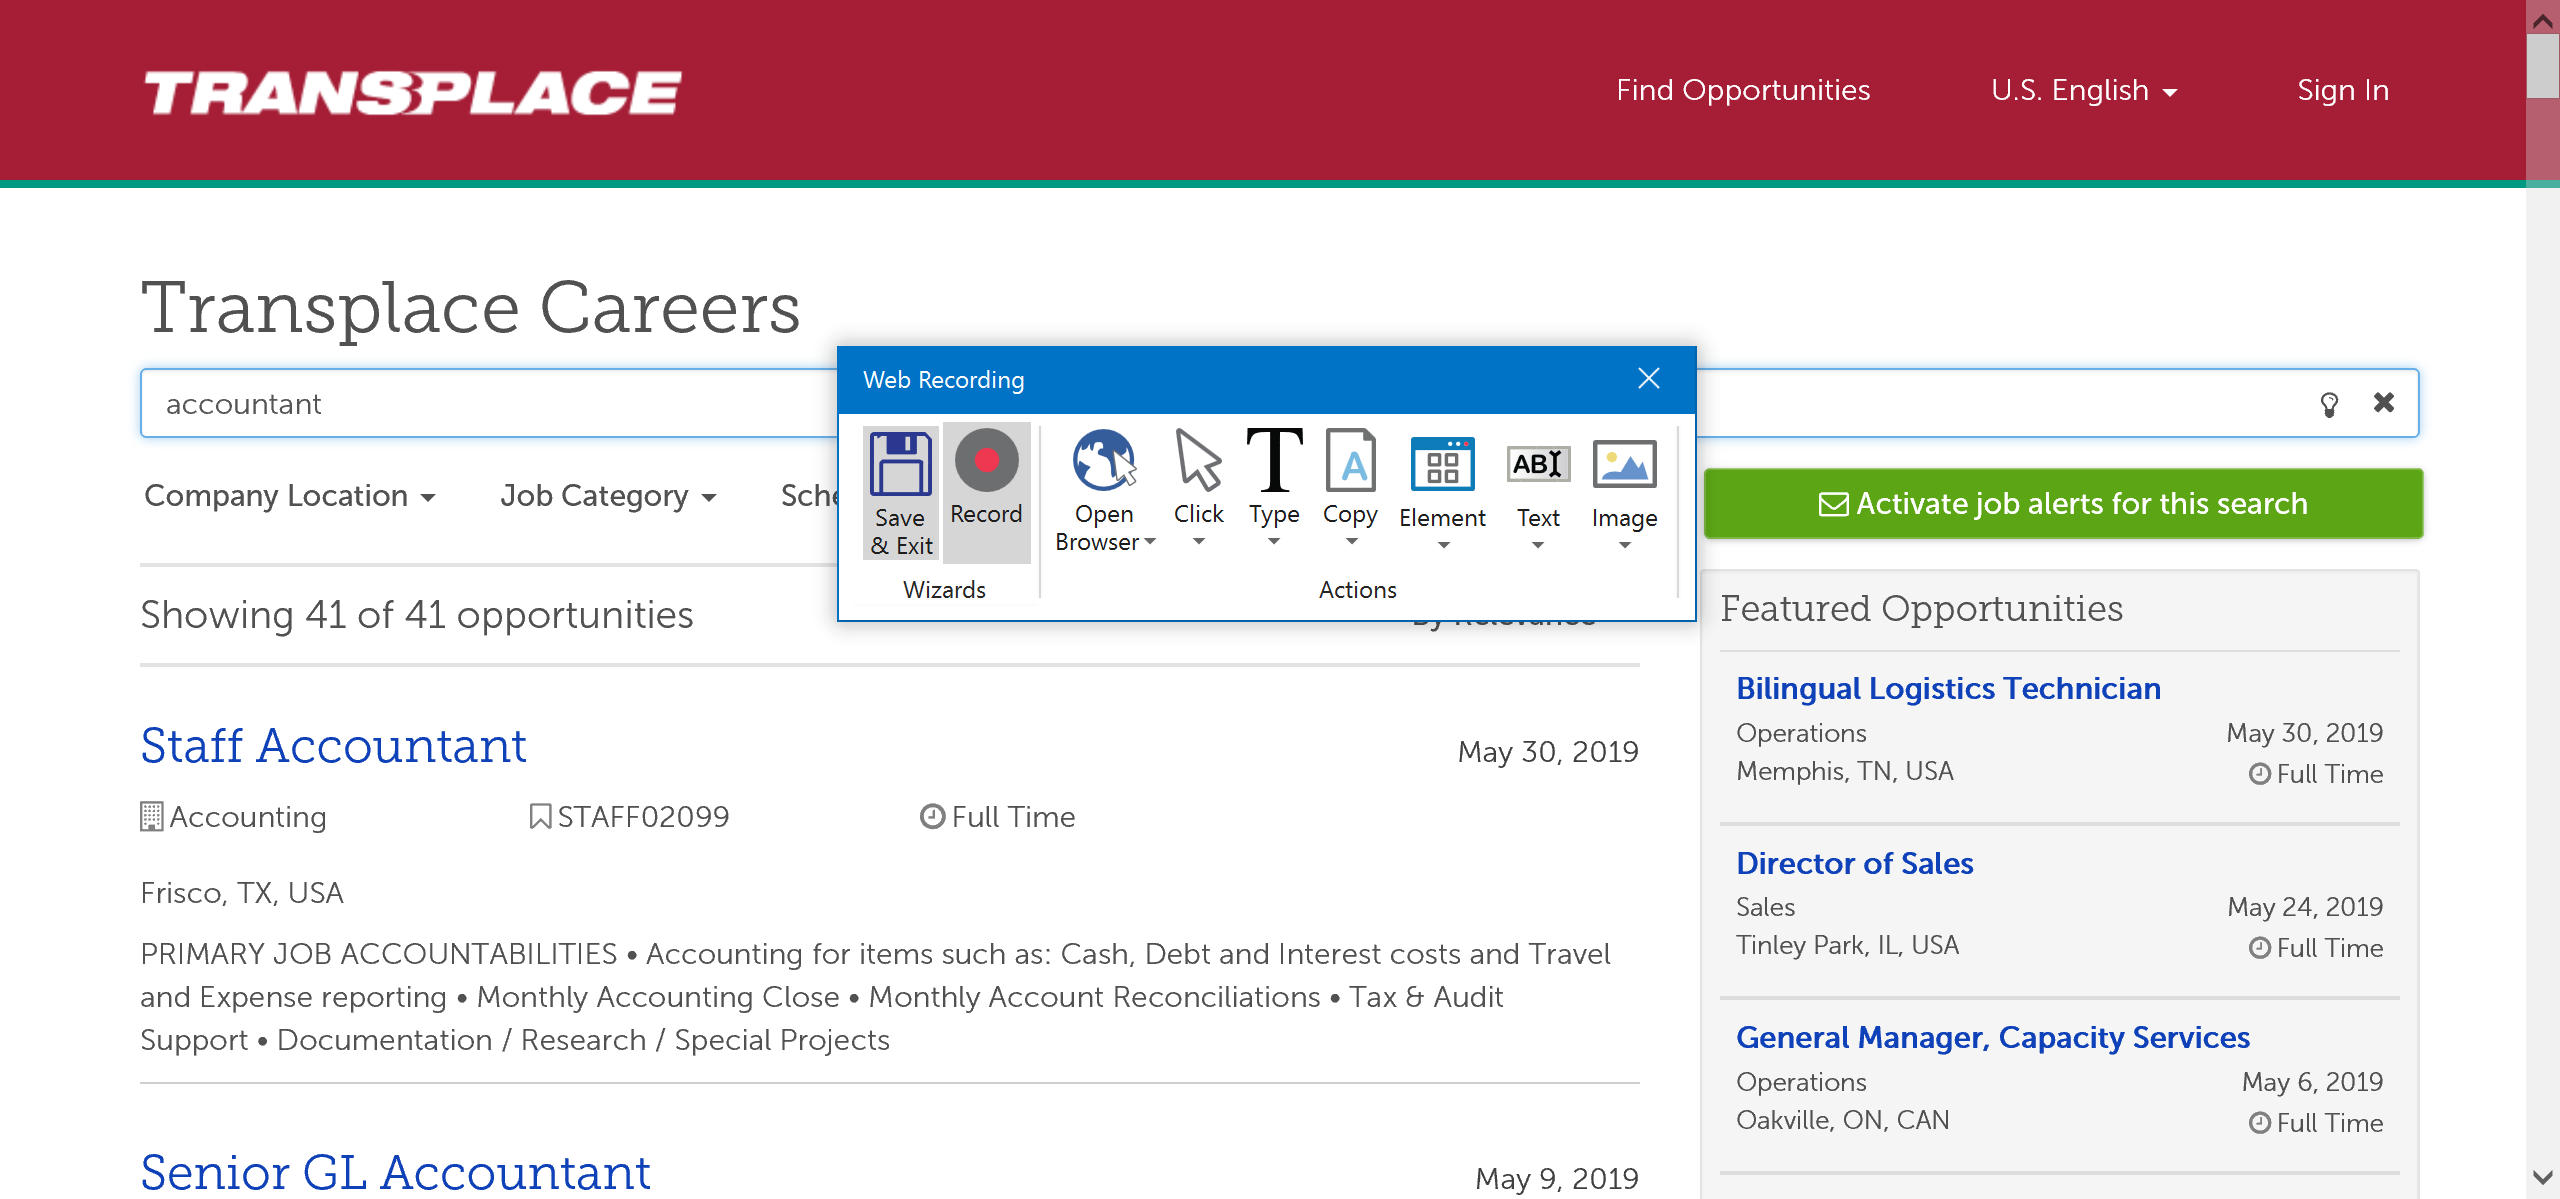 TRANSPLACE
Find Opportunities
U.S. English
Sign In
Transplace Careers
accountant
Web Recording
Save & Exit
Record
Wizards
Open Browser
Click
Type
Copy
Element
Text
Image
Actions
Company Location
Job Category
Sche
Activate job alerts for this search
Showing 41 of 41 opportunities
By Relevance
Staff Accountant
May 30, 2019
Accounting
STAFF02099
Full Time
Frisco, TX, USA
PRIMARY JOB ACCOUNTABILITIES • Accounting for items such as: Cash, Debt and Interest costs and Travel
and Expense reporting • Monthly Accounting Close • Monthly Account Reconciliations • Tax & Audit
Support • Documentation / Research / Special Projects
Senior GL Accountant
May 9, 2019
Featured Opportunities
Bilingual Logistics Technician
Operations
May 30, 2019
Memphis, TN, USA
Full Time
Director of Sales
Sales
May 24, 2019
Tinley Park, IL, USA
Full Time
General Manager, Capacity Services
Operations
May 6, 2019
Oakville, ON, CAN
Full Time